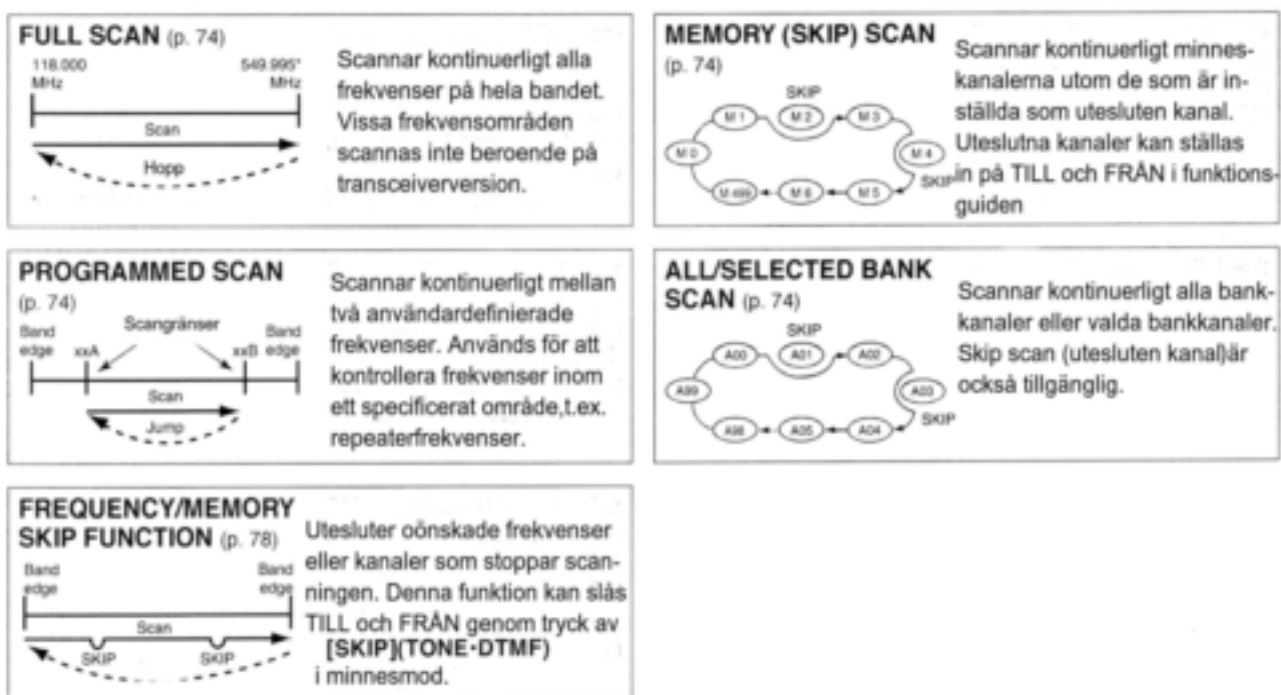 FULL SCAN (p. 74)
118.000 MHz
549.995* MHz
Scan
Hopp
Scannar kontinuerligt alla
frekvenser på hela bandet.
Vissa frekvensområden
scannas inte beroende på
transceiverversion.
MEMORY (SKIP) SCAN
(p. 74)
SKIP
M 1 M 2 M 3
M 0 M 4
SKIP
M 499 M 6 M 5
Scannar kontinuerligt minnes-
kanalerna utom de som är in-
ställda som utesluten kanal.
Uteslutna kanaler kan ställas
in på TILL och FRÅN i funktions-
guiden
PROGRAMMED SCAN
(p. 74)
Band edge
xxA
Scangränser
xxB
Band edge
Scan
Jump
Scannar kontinuerligt mellan
två användardefinierade
frekvenser. Används för att
kontrollera frekvenser inom
ett specificerat område,t.ex.
repeaterfrekvenser.
ALL/SELECTED BANK
SCAN (p. 74)
SKIP
A00 A01 A02
A99 A03
SKIP
A98 A05 A04
Scannar kontinuerligt alla bank-
kanaler eller valda bankkanaler.
Skip scan (utesluten kanal)är
också tillgänglig.
FREQUENCY/MEMORY
SKIP FUNCTION (p. 78)
Band edge
Band edge
Scan
SKIP SKIP
Utesluter oönskade frekvenser
eller kanaler som stoppar scan-
ningen. Denna funktion kan slås
TILL och FRÅN genom tryck av
[SKIP](TONE•DTMF)
i minnesmod.